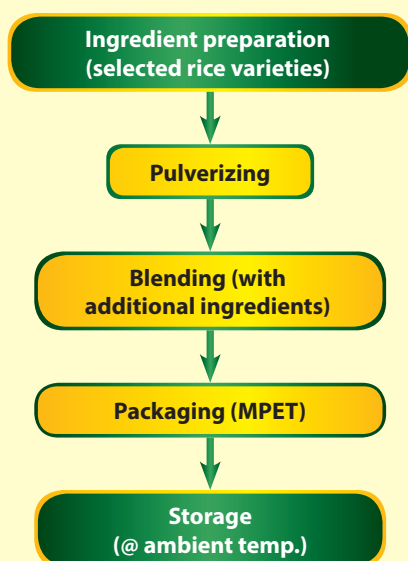 Ingredient preparation
(selected rice varieties)
Pulverizing
Blending (with
additional ingredients)
Packaging (MPET)
Storage
(@ ambient temp.)